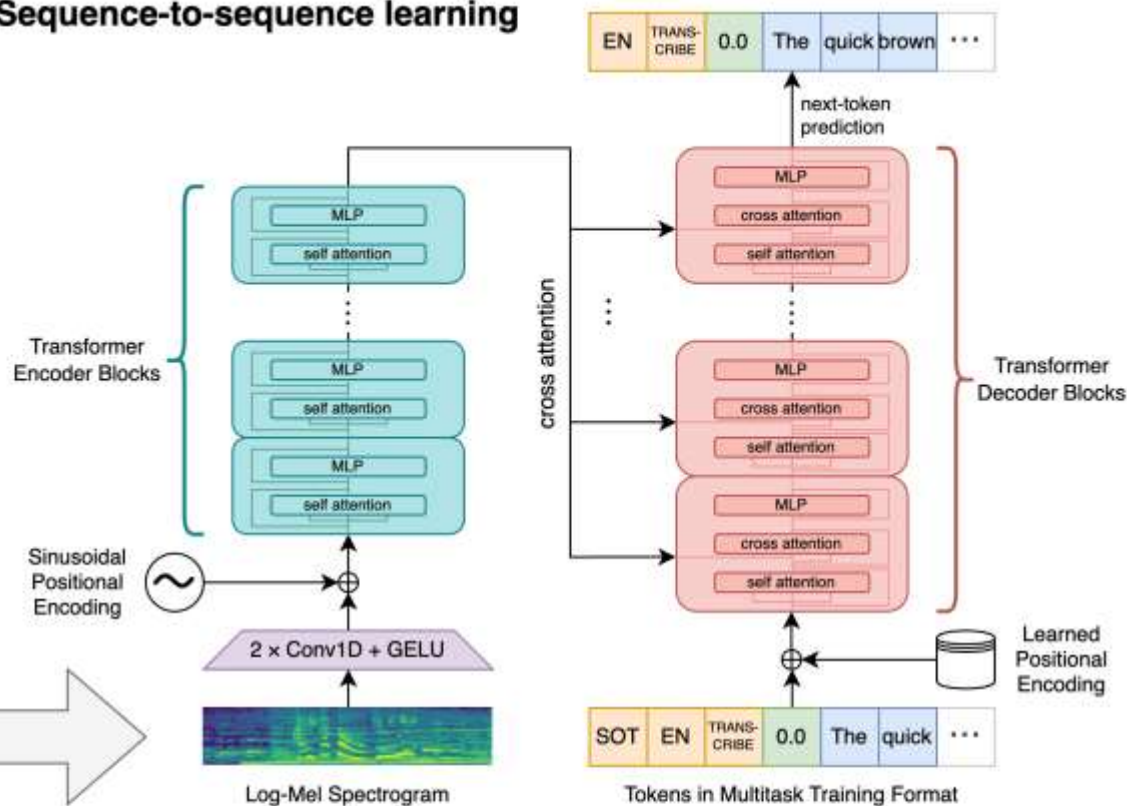 Sequence-to-sequence learning
EN TRANS-CRIBE 0.0 The quick brown ...
next-token
prediction
MLP
self attention
MLP
self attention
MLP
self attention
Transformer
Encoder Blocks
cross attention
...
MLP
cross attention
self attention
MLP
cross attention
self attention
MLP
cross attention
self attention
Transformer
Decoder Blocks
Sinusoidal
Positional
Encoding
~
2 × Conv1D + GELU
Learned
Positional
Encoding
SOT EN TRANS-CRIBE 0.0 The quick ...
Log-Mel Spectrogram
Tokens in Multitask Training Format